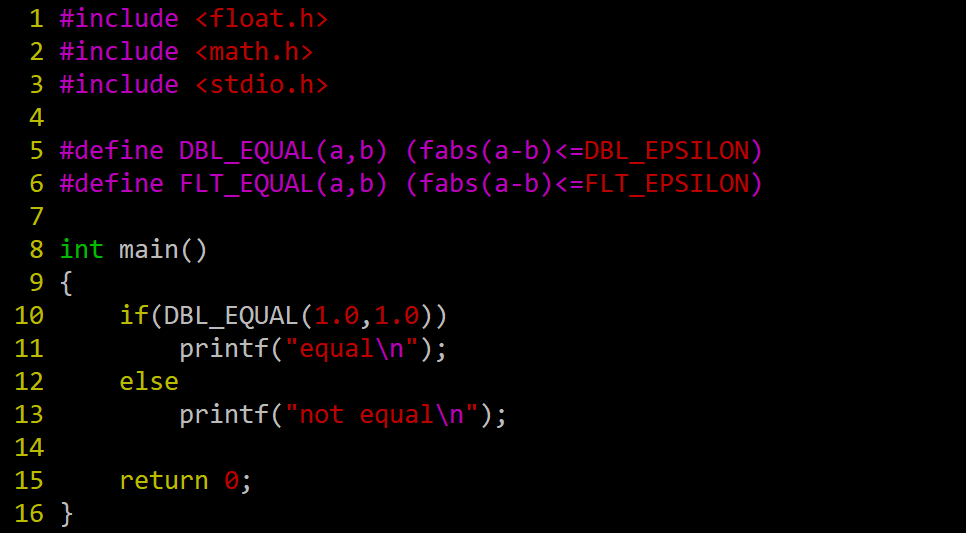 1 #include <float.h>
2 #include <math.h>
3 #include <stdio.h>
4
5 #define DBL_EQUAL(a,b) (fabs(a-b)<=DBL_EPSILON)
6 #define FLT_EQUAL(a,b) (fabs(a-b)<=FLT_EPSILON)
7
8 int main()
9 {
10     if(DBL_EQUAL(1.0,1.0))
11         printf("equal\n");
12     else
13         printf("not equal\n");
14
15     return 0;
16 }